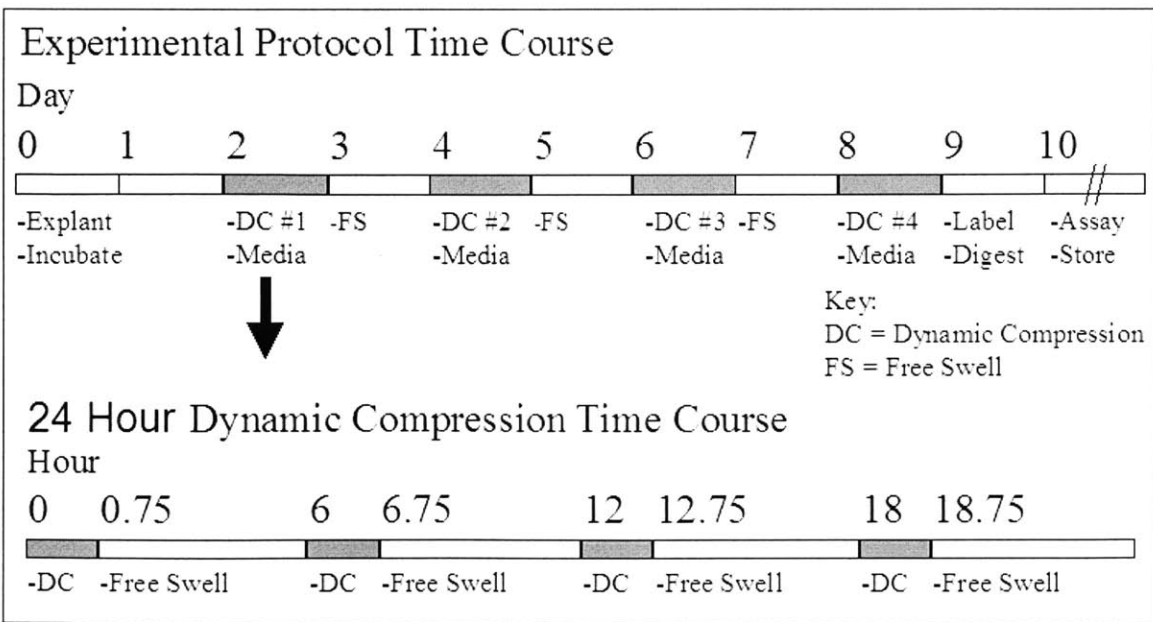 Experimental Protocol Time Course
Day
0 1 2 3 4 5 6 7 8 9 10
-Explant -DC #1 -FS -DC #2 -FS -DC #3 -FS -DC #4 -Label -Assay
-Incubate -Media -Media -Media -Media -Digest -Store
Key:
DC = Dynamic Compression
FS = Free Swell
24 Hour Dynamic Compression Time Course
Hour
0 0.75 6 6.75 12 12.75 18 18.75
-DC -Free Swell -DC -Free Swell -DC -Free Swell -DC -Free Swell